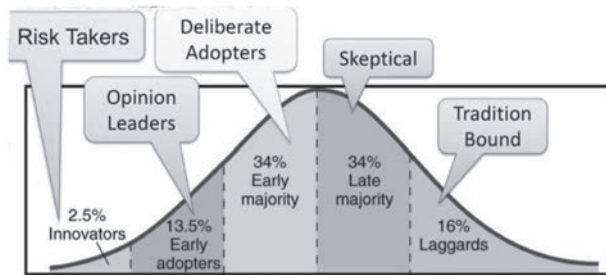 Risk Takers
Opinion
Leaders
Deliberate
Adopters
Skeptical
Tradition
Bound
2.5%
Innovators
13.5%
Early
adopters
34%
Early
majority
34%
Late
majority
16%
Laggards